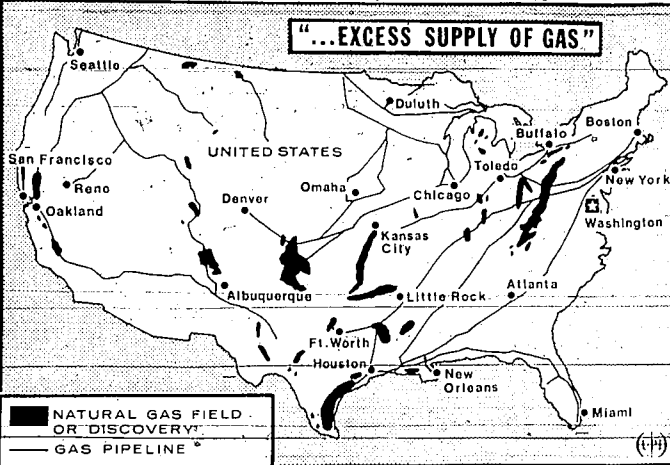 "...EXCESS SUPPLY OF GAS"
Seattle
Duluth
Buffalo
Boston
UNITED STATES
San Francisco
Reno
Oakland
Denver
Omaha
Chicago
Toledo
New York
Washington
Kansas
City
Albuquerque
Little Rock
Atlanta
Ft. Worth
Houston
New
Orleans
Miami
NATURAL GAS FIELD
OR DISCOVERY
GAS PIPELINE